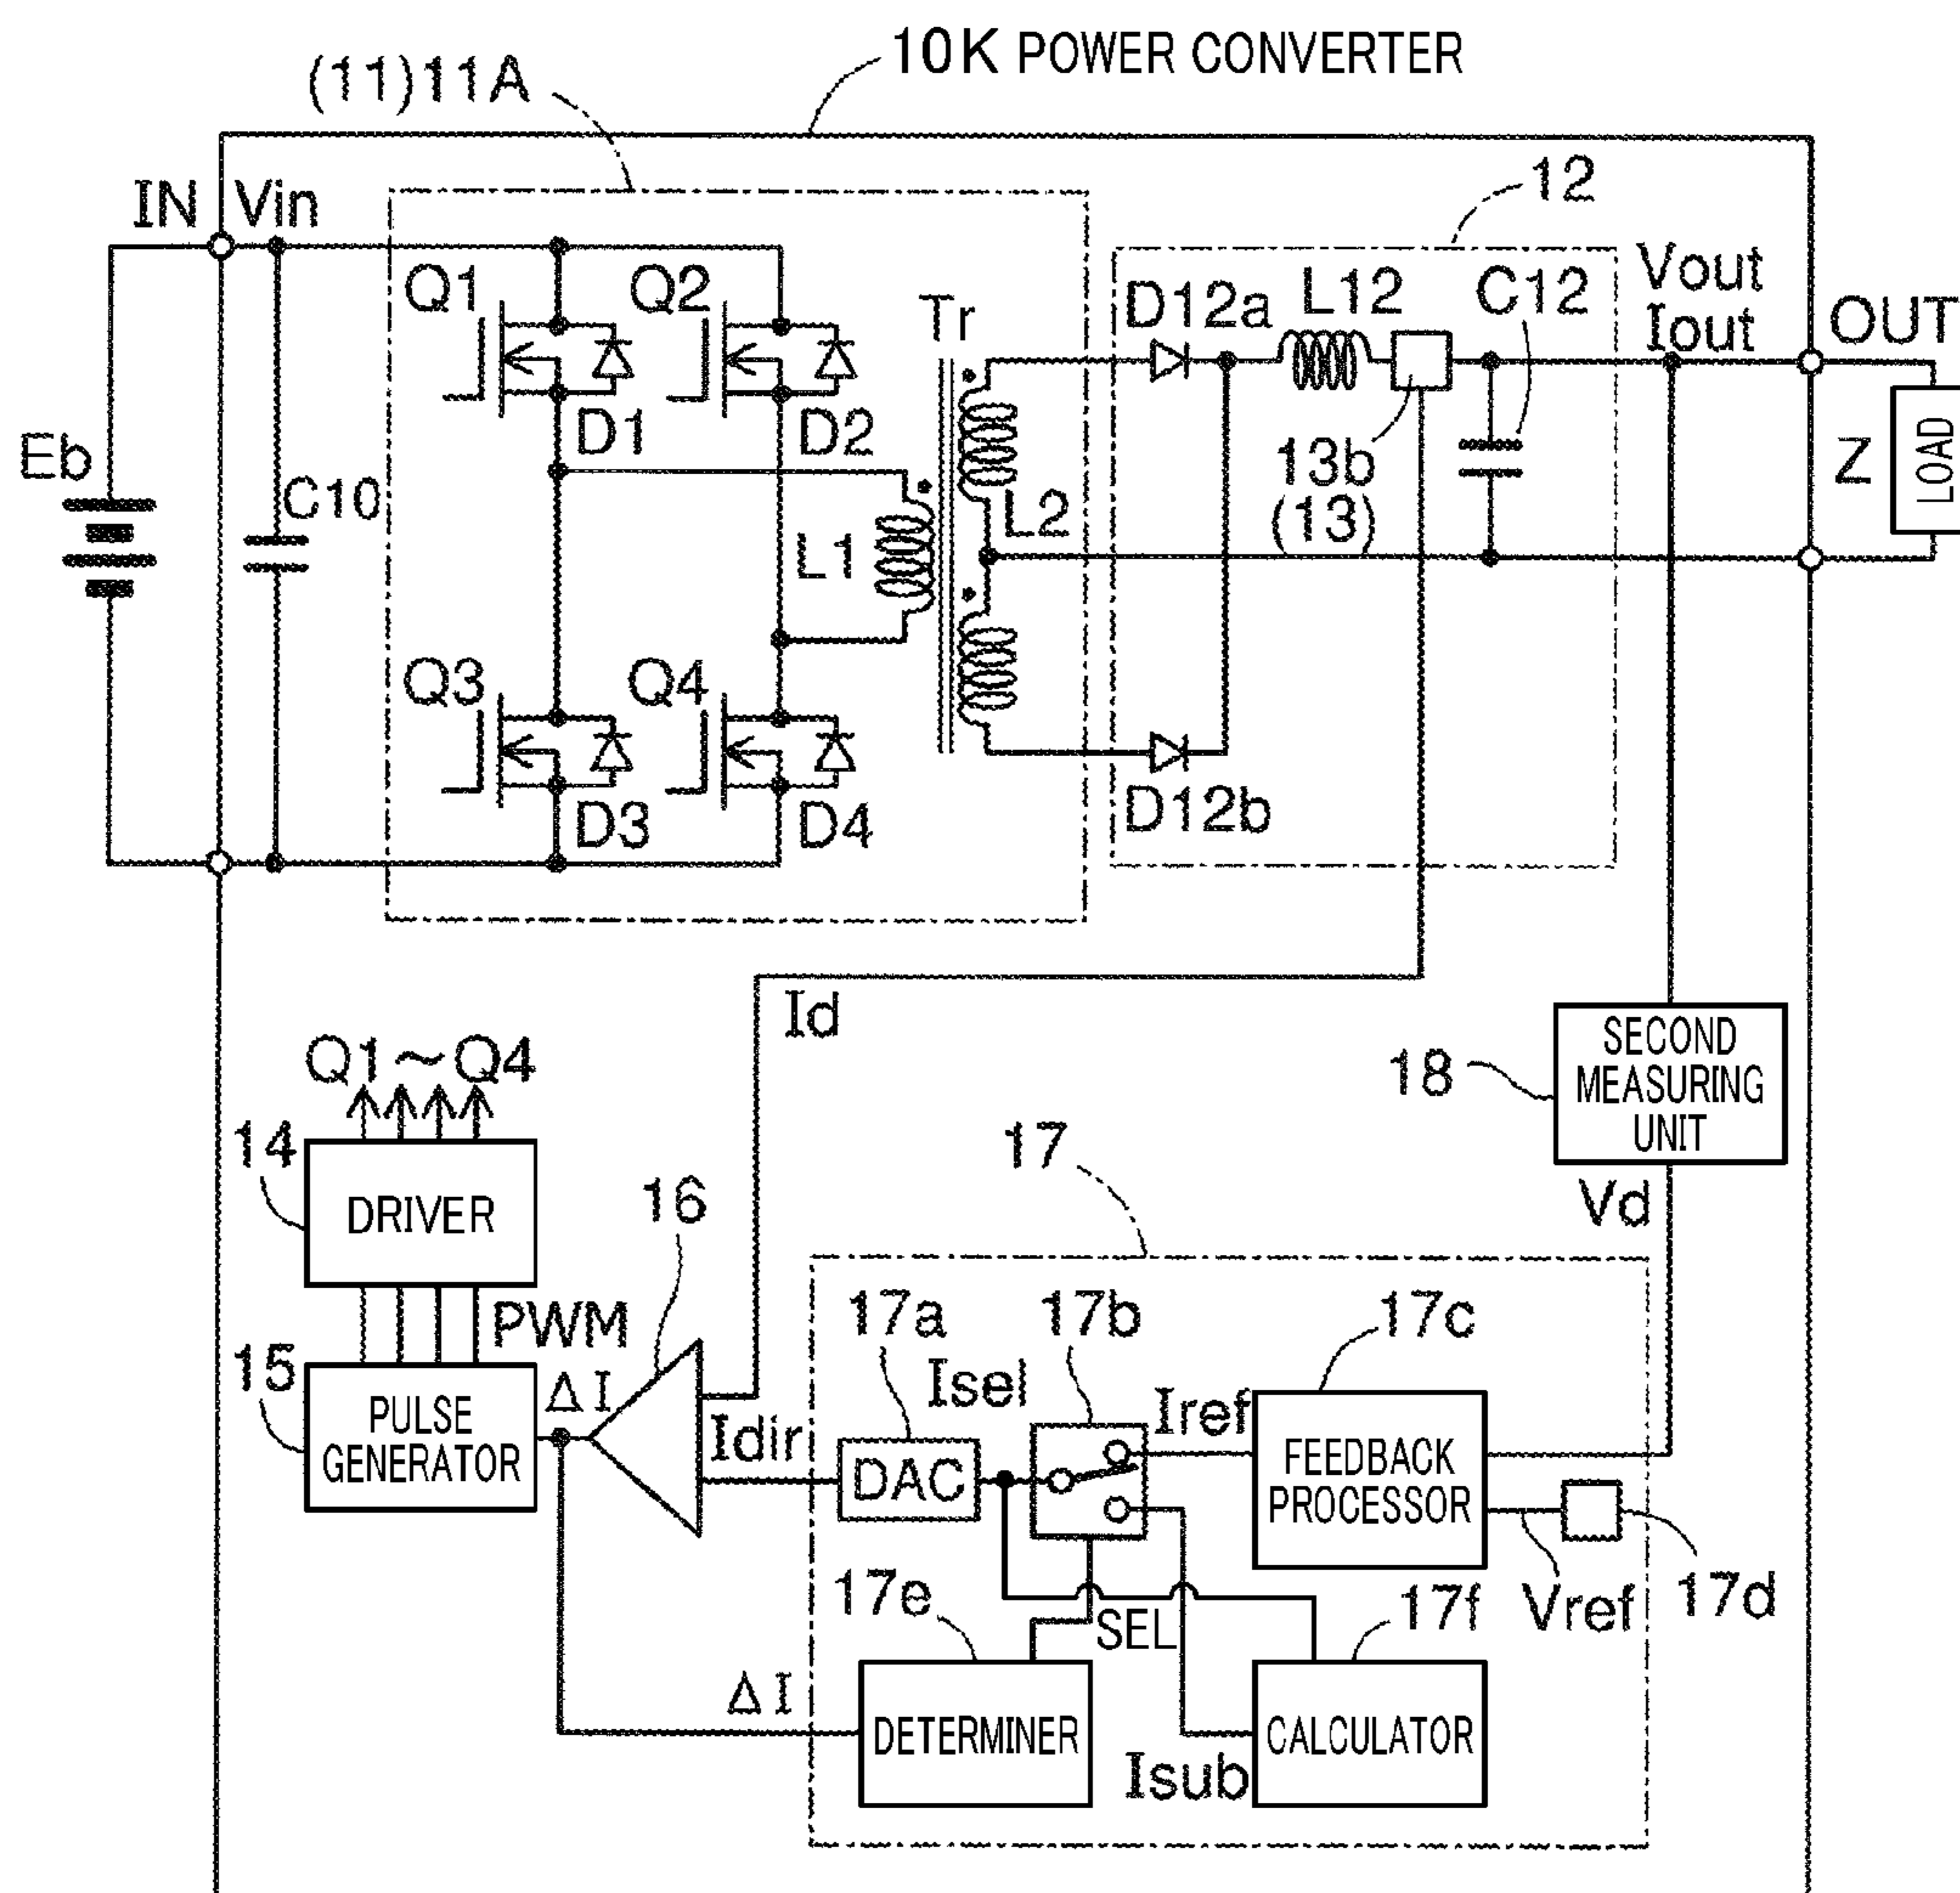 10K POWER CONVERTER
(11)11A
12
IN
Vin
Q1
Q2
Tr
D12a
L12
C12
Vout
Iout
OUT
D1
D2
Eb
C10
13b
(13)
Z
LOAD
L1
L2
Q3
Q4
D3
D4
D12b
Id
Q1~Q4
18
SECOND
MEASURING
UNIT
14
DRIVER
16
17
Vd
PWM
17a
17b
17c
15
PULSE
GENERATOR
ΔI
Idir
Isel
DAC
Iref
FEEDBACK
PROCESSOR
17e
SEL
17f
Vref
17d
ΔI
DETERMINER
Isub
CALCULATOR